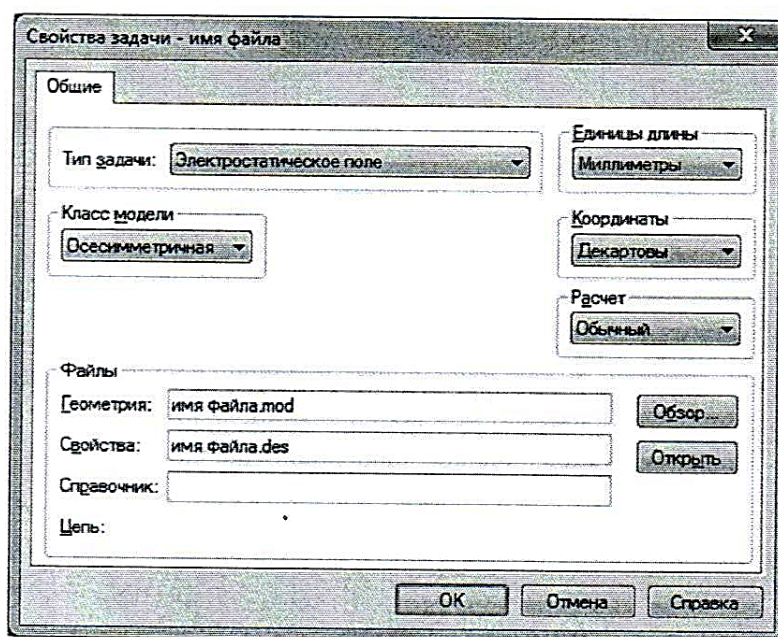 Свойства задачи - имя файла
Общие
Тип задачи: Электростатическое поле
Единицы длины
Миллиметры
Класс модели
Осесимметричная
Координаты
Декартовы
Расчет
Обычный
Файлы
Геометрия: имя файла.mod
Обзор...
Свойства: имя файла.des
Открыть
Справочник:
Цепь:
OK
Отмена
Справка